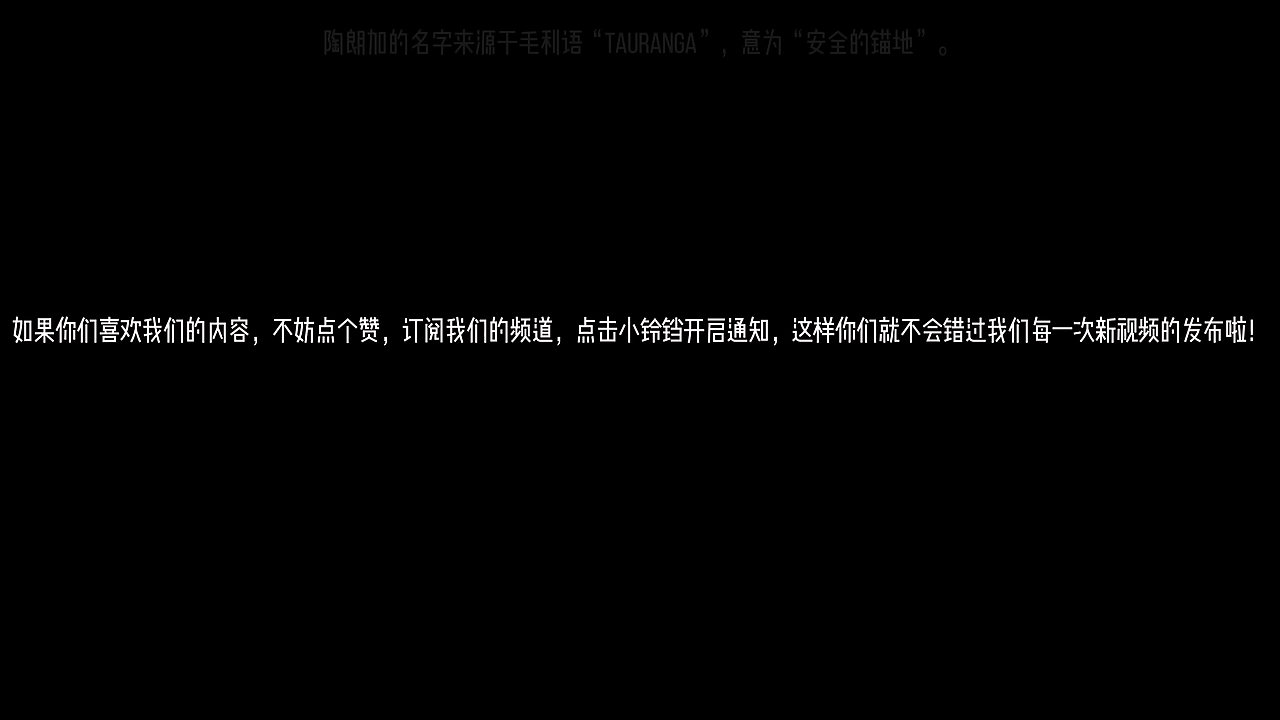 陶朗加的名字来源于毛利语“TAURANGA”，意为“安全的锚地”。
如果你们喜欢我们的内容，不妨点个赞，订阅我们的频道，点击小铃铛开启通知，这样你们就不会错过我们每一次新视频的发布啦！